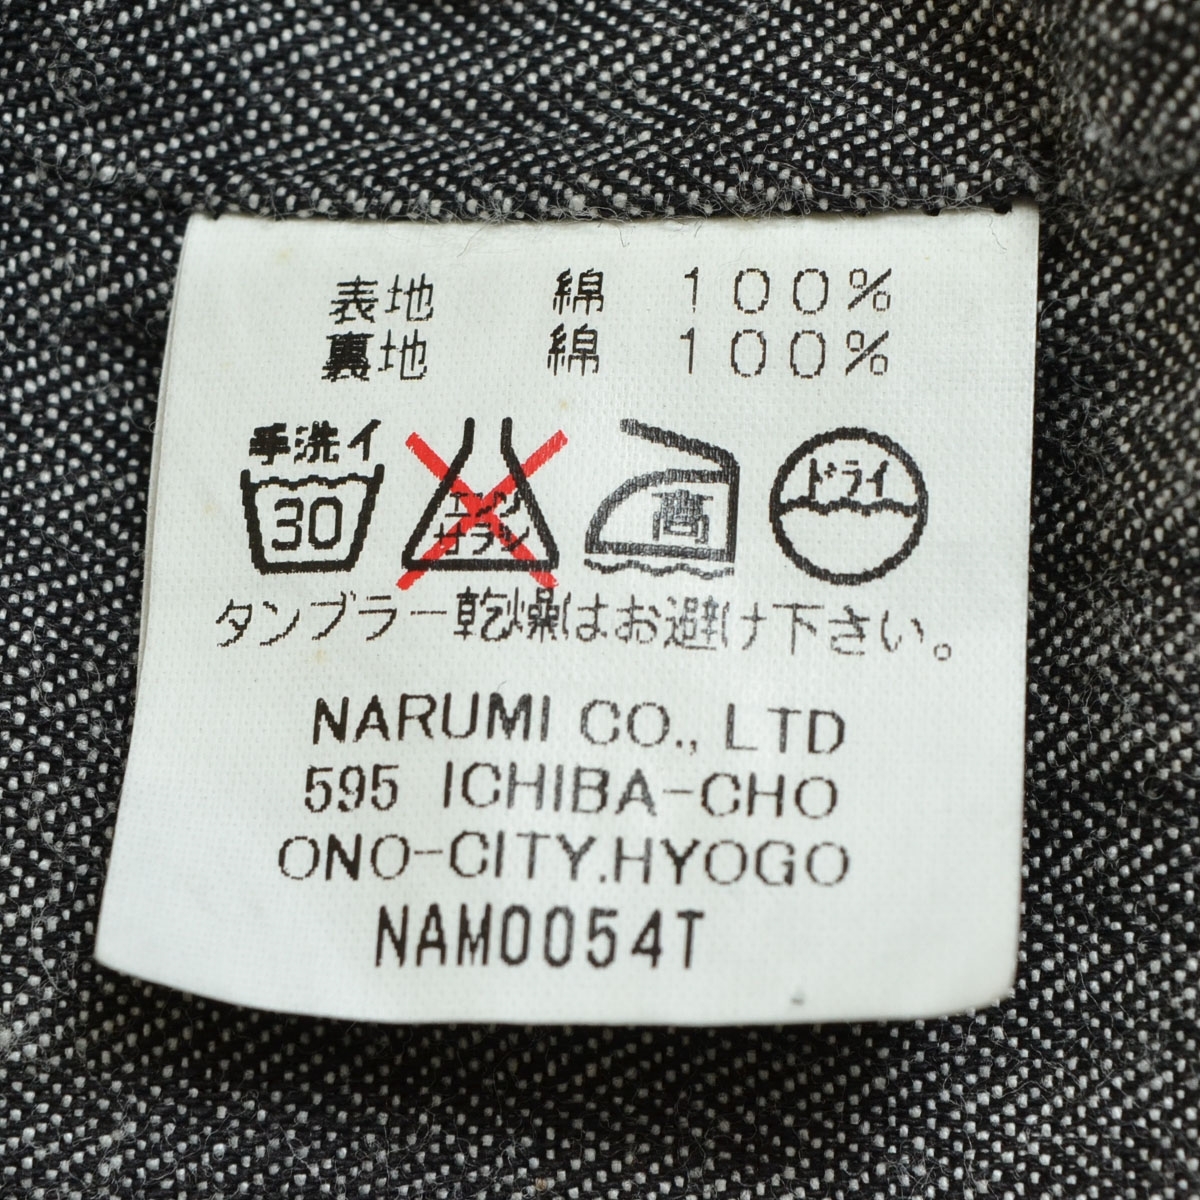 表地 綿 100%
裏地 綿 100%
手洗イ
30
エンソ
サラシ
高
ドライ
タンブラー乾燥はお避け下さい。
NARUMI CO., LTD
595 ICHIBA-CHO
ONO-CITY.HYOGO
NAM0054T